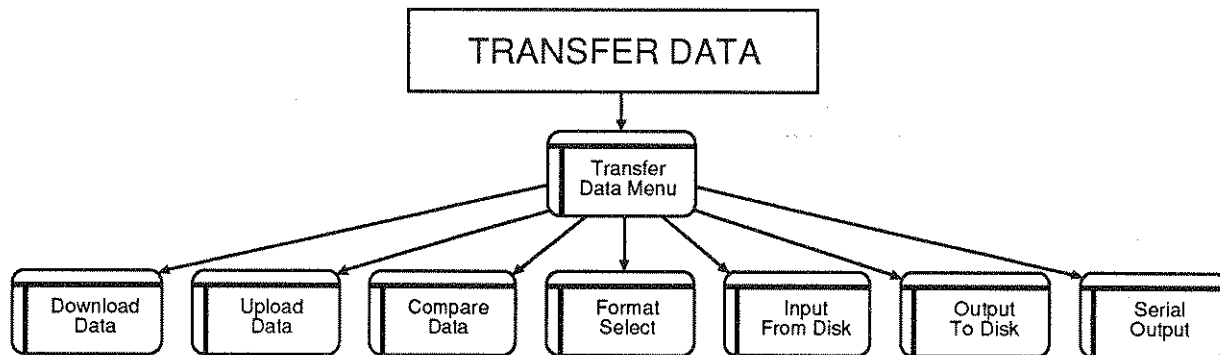 TRANSFER DATA
Transfer
Data Menu
Download
Data
Upload
Data
Compare
Data
Format
Select
Input
From Disk
Output
To Disk
Serial
Output